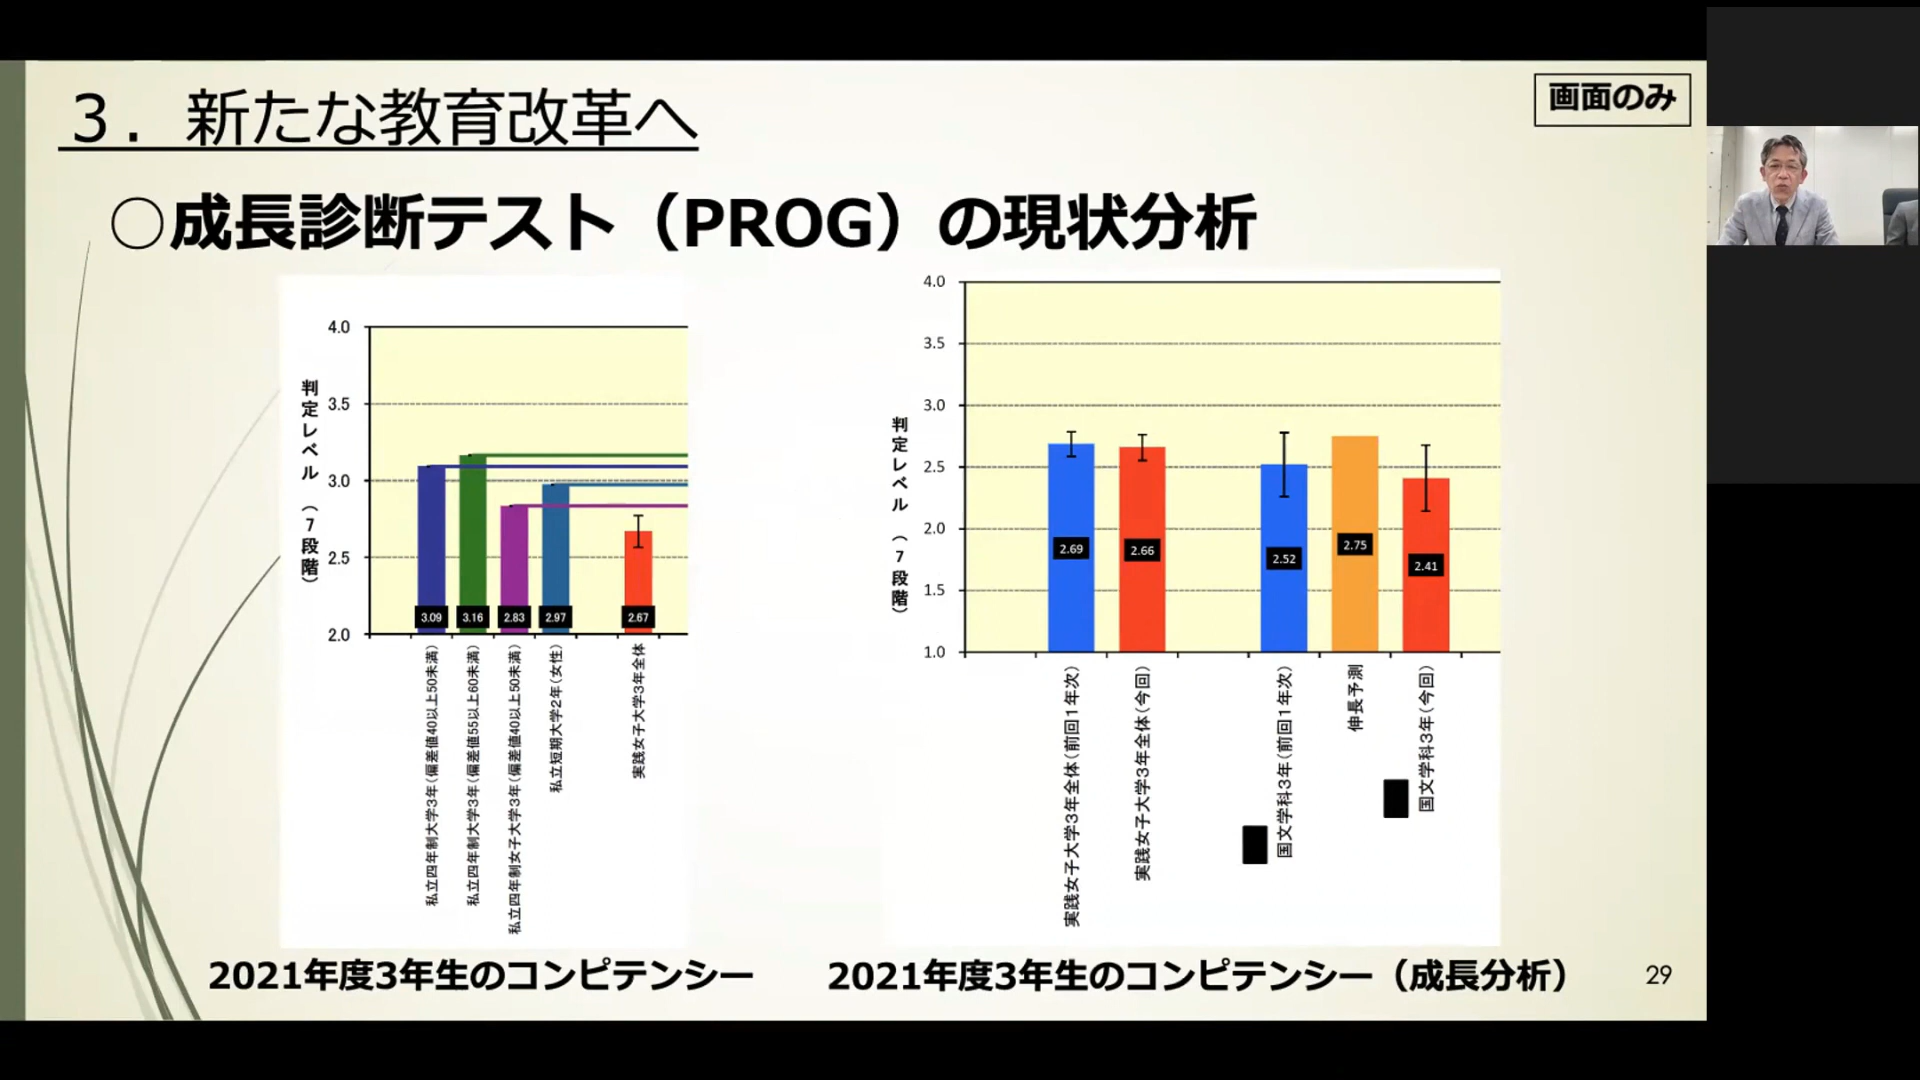 3．新たな教育改革へ
画面のみ
○成長診断テスト（PROG）の現状分析
判定レベル（7段階）
4.0
3.5
3.0
2.5
2.0
3.09
3.16
2.83
2.97
2.67
私立四年制大学3年（偏差値40以上50未満）
私立四年制大学3年（偏差値55以上60未満）
私立四年制女子大学3年（偏差値40以上50未満）
私立短期大学2年（女性）
実践女子大学3年全体
2021年度3年生のコンピテンシー
判定レベル（7段階）
4.0
3.5
3.0
2.5
2.0
1.5
1.0
2.69
2.66
2.52
2.75
2.41
実践女子大学3年全体（前回1年次）
実践女子大学3年全体（今回）
国文学科3年（前回1年次）
伸長予測
国文学科3年（今回）
2021年度3年生のコンピテンシー（成長分析）
29